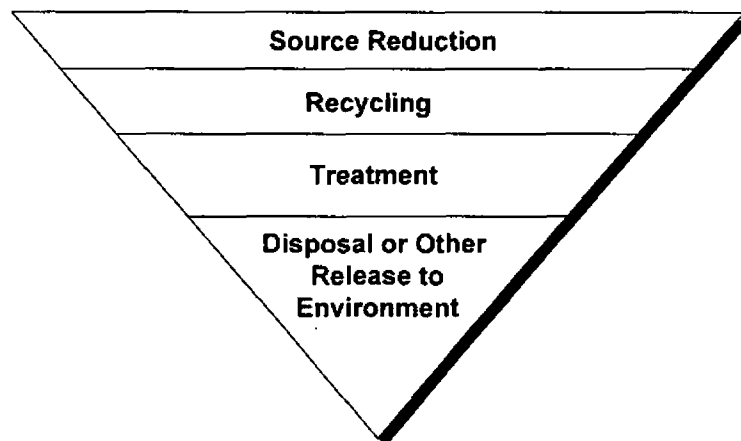 Source Reduction
Recycling
Treatment
Disposal or Other
Release to
Environment